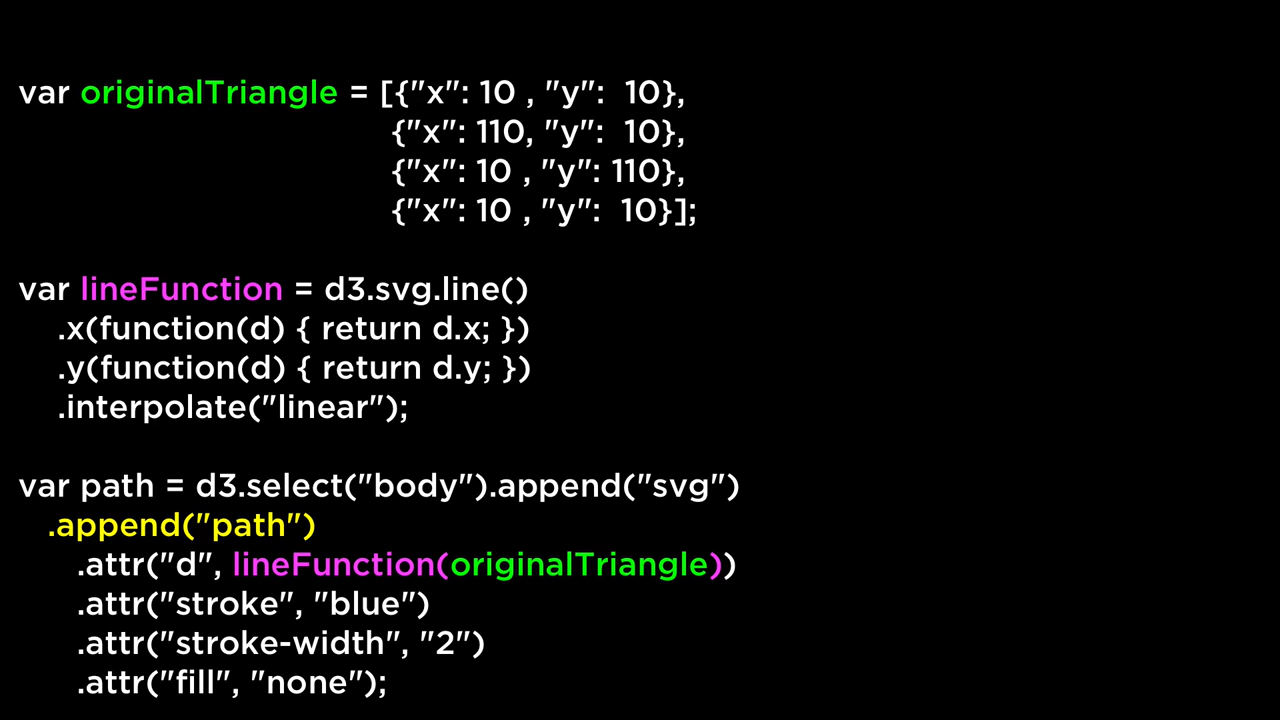 var originalTriangle = [{"x": 10 , "y":  10},
{"x": 110, "y":  10},
{"x": 10 , "y": 110},
{"x": 10 , "y":  10}];
var lineFunction = d3.svg.line()
.x(function(d) { return d.x; })
.y(function(d) { return d.y; })
.interpolate("linear");
var path = d3.select("body").append("svg")
.append("path")
.attr("d", lineFunction(originalTriangle))
.attr("stroke", "blue")
.attr("stroke-width", "2")
.attr("fill", "none");